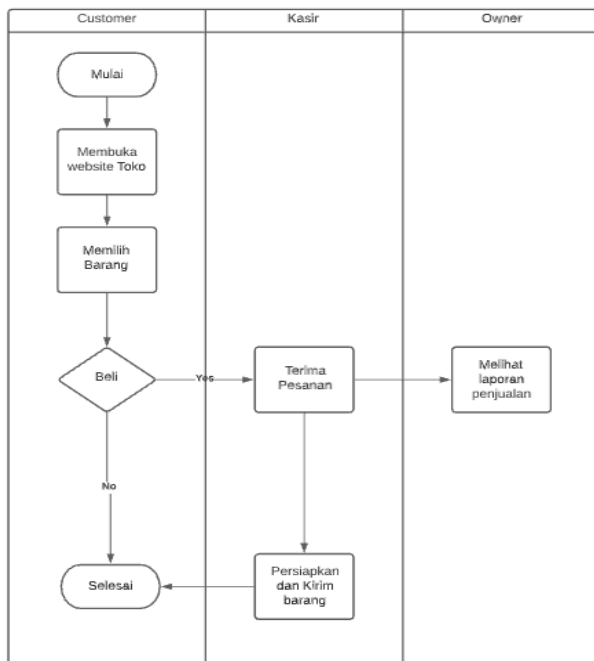 Customer
Kasir
Owner
Mulai
Membuka
website Toko
Memilih
Barang
Beli
Yes
Terima
Pesanan
Melihat
laporan
penjualan
No
Selesai
Persiapkan
dan Kirim
barang